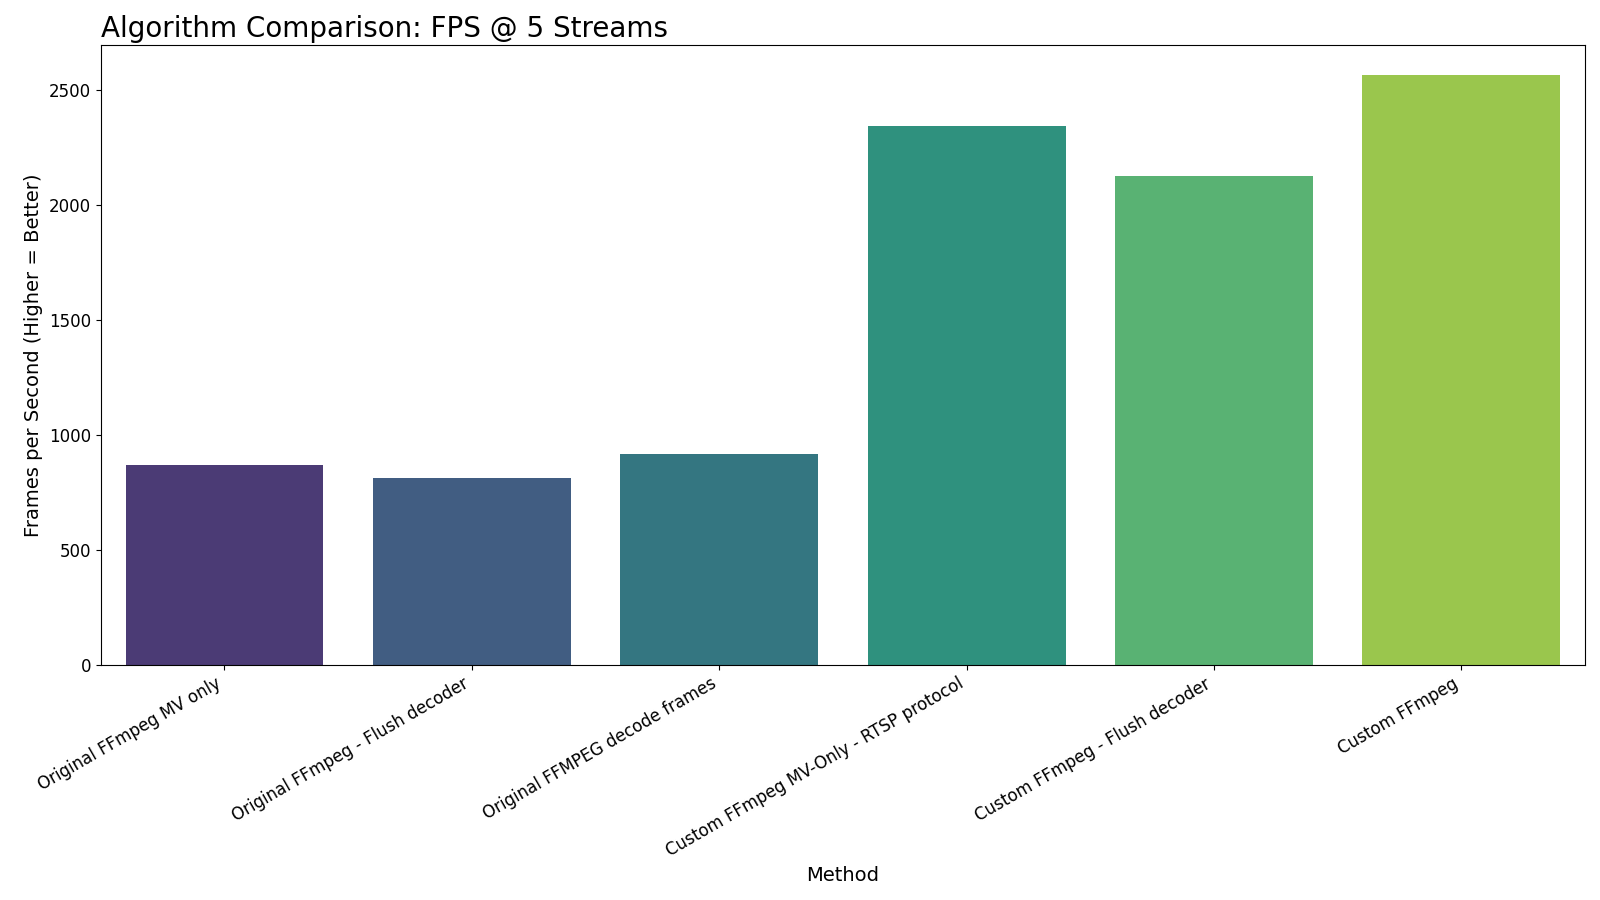 Algorithm Comparison: FPS @ 5 Streams
Frames per Second (Higher = Better)
2500
2000
1500
1000
500
0
Original FFmpeg MV only
Original FFmpeg - Flush decoder
Original FFMPEG decode frames
Custom FFmpeg MV-Only - RTSP protocol
Custom FFmpeg - Flush decoder
Custom FFmpeg
Method